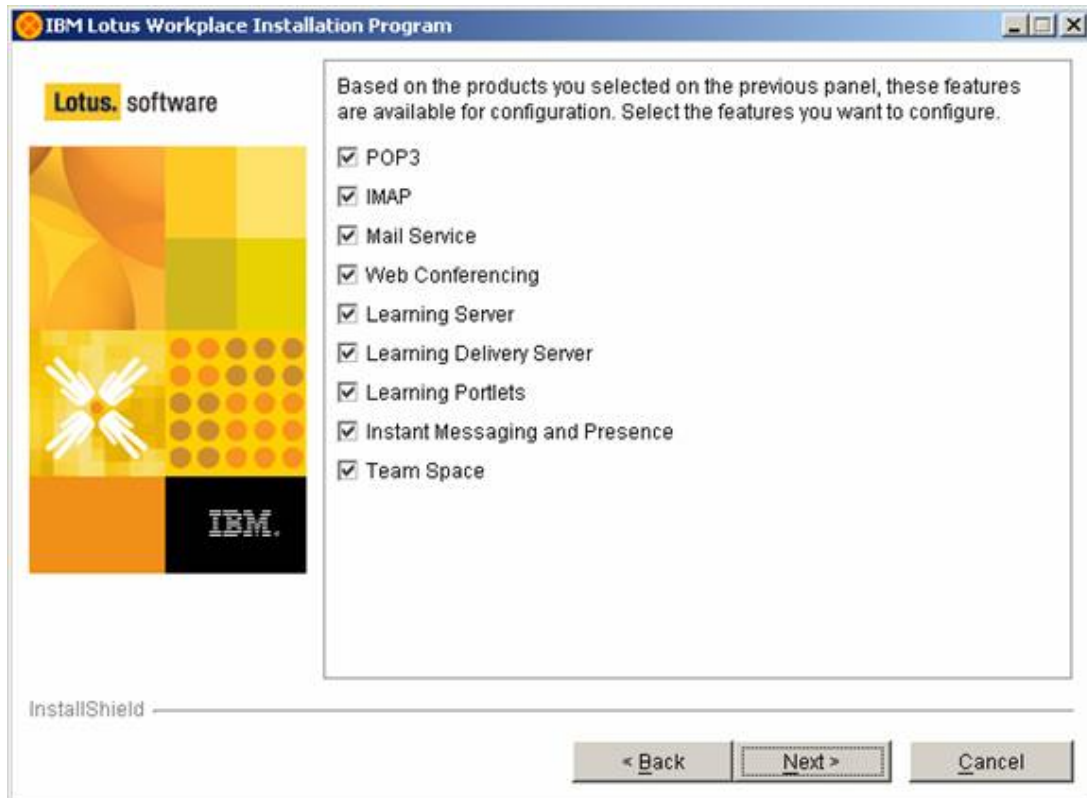 IBM Lotus Workplace Installation Program
Lotus. software
Based on the products you selected on the previous panel, these features
are available for configuration. Select the features you want to configure.
POP3
IMAP
Mail Service
Web Conferencing
Learning Server
Learning Delivery Server
Learning Portlets
Instant Messaging and Presence
Team Space
IBM.
InstallShield
< Back
Next >
Cancel